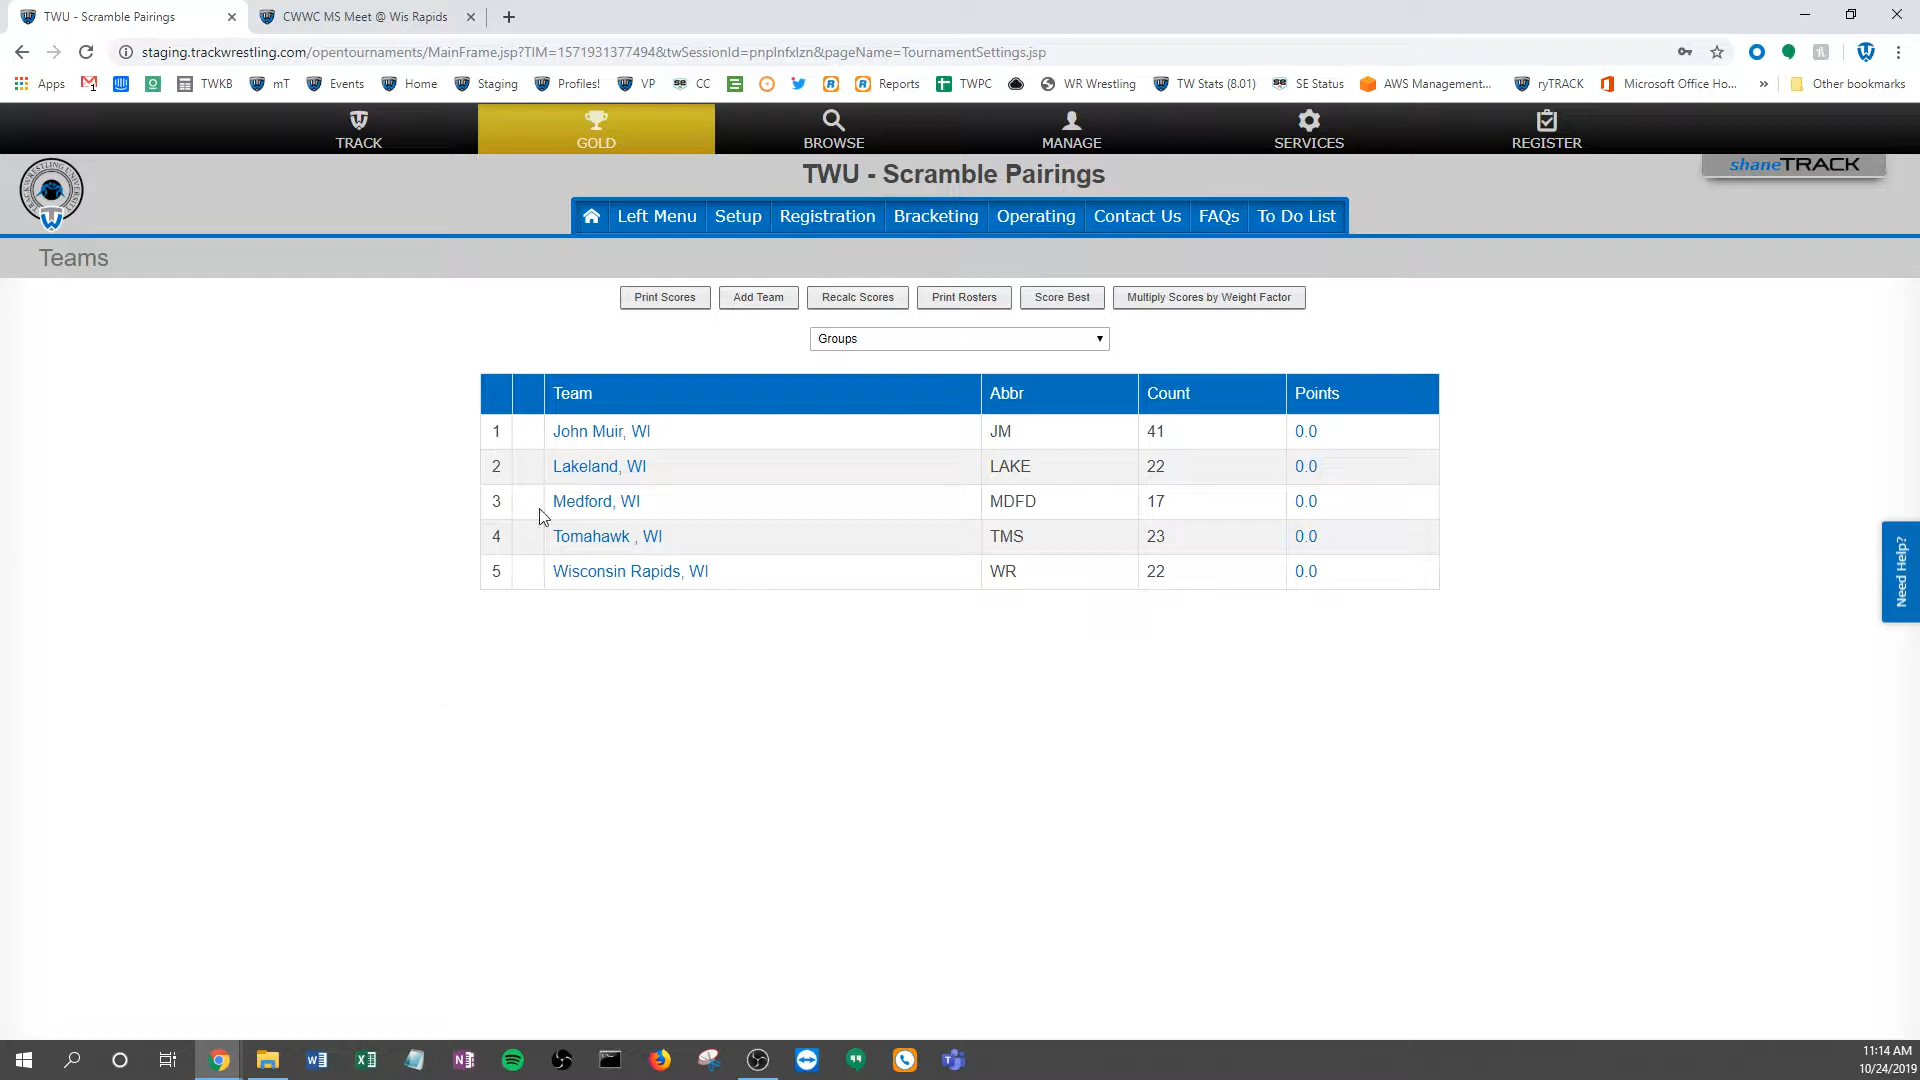 TWU - Scramble Pairings
CWWC MS Meet @ Wis Rapids
staging.trackwrestling.com/opentournaments/MainFrame.jsp?TIM=1571931377494&twSessionId=pnplnfxlzn&pageName=TournamentSettings.jsp
Apps TWKB mT Events Home Staging Profiles! VP CC Reports TWPC WR Wrestling TW Stats (8.01) SE Status AWS Management... ryTRACK Microsoft Office Ho... » Other bookmarks
TRACK GOLD BROWSE MANAGE SERVICES REGISTER
TWU - Scramble Pairings
shaneTRACK
Left Menu Setup Registration Bracketing Operating Contact Us FAQs To Do List
Teams
Print Scores Add Team Recalc Scores Print Rosters Score Best Multiply Scores by Weight Factor
Groups
Team Abbr Count Points
1 John Muir, WI JM 41 0.0
2 Lakeland, WI LAKE 22 0.0
3 Medford, WI MDFD 17 0.0
4 Tomahawk , WI TMS 23 0.0
5 Wisconsin Rapids, WI WR 22 0.0
Need Help?
11:14 AM
10/24/2019